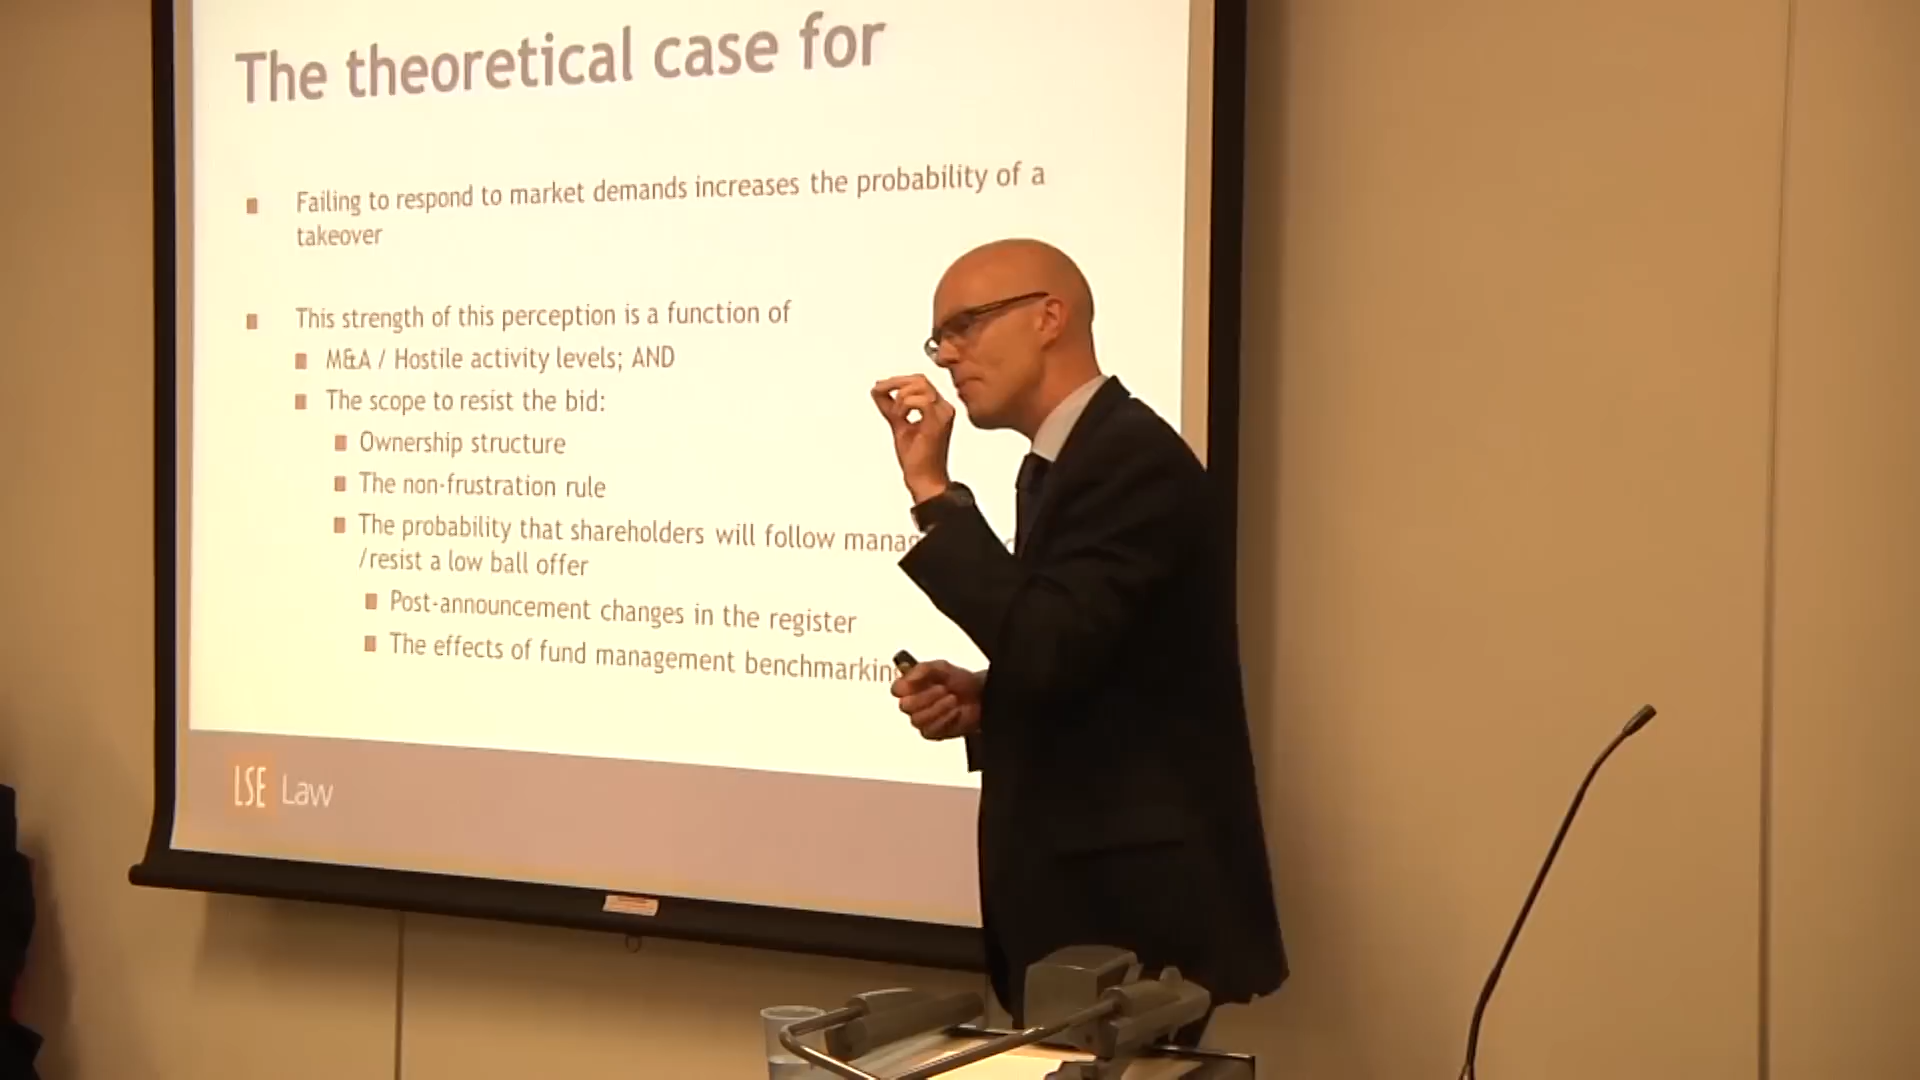 The theoretical case for
Failing to respond to market demands increases the probability of a
takeover
This strength of this perception is a function of
M&A / Hostile activity levels; AND
The scope to resist the bid:
Ownership structure
The non-frustration rule
The probability that shareholders will follow
/resist a low ball offer
Post-announcement changes in the register
The effects of fund management
LSE Law